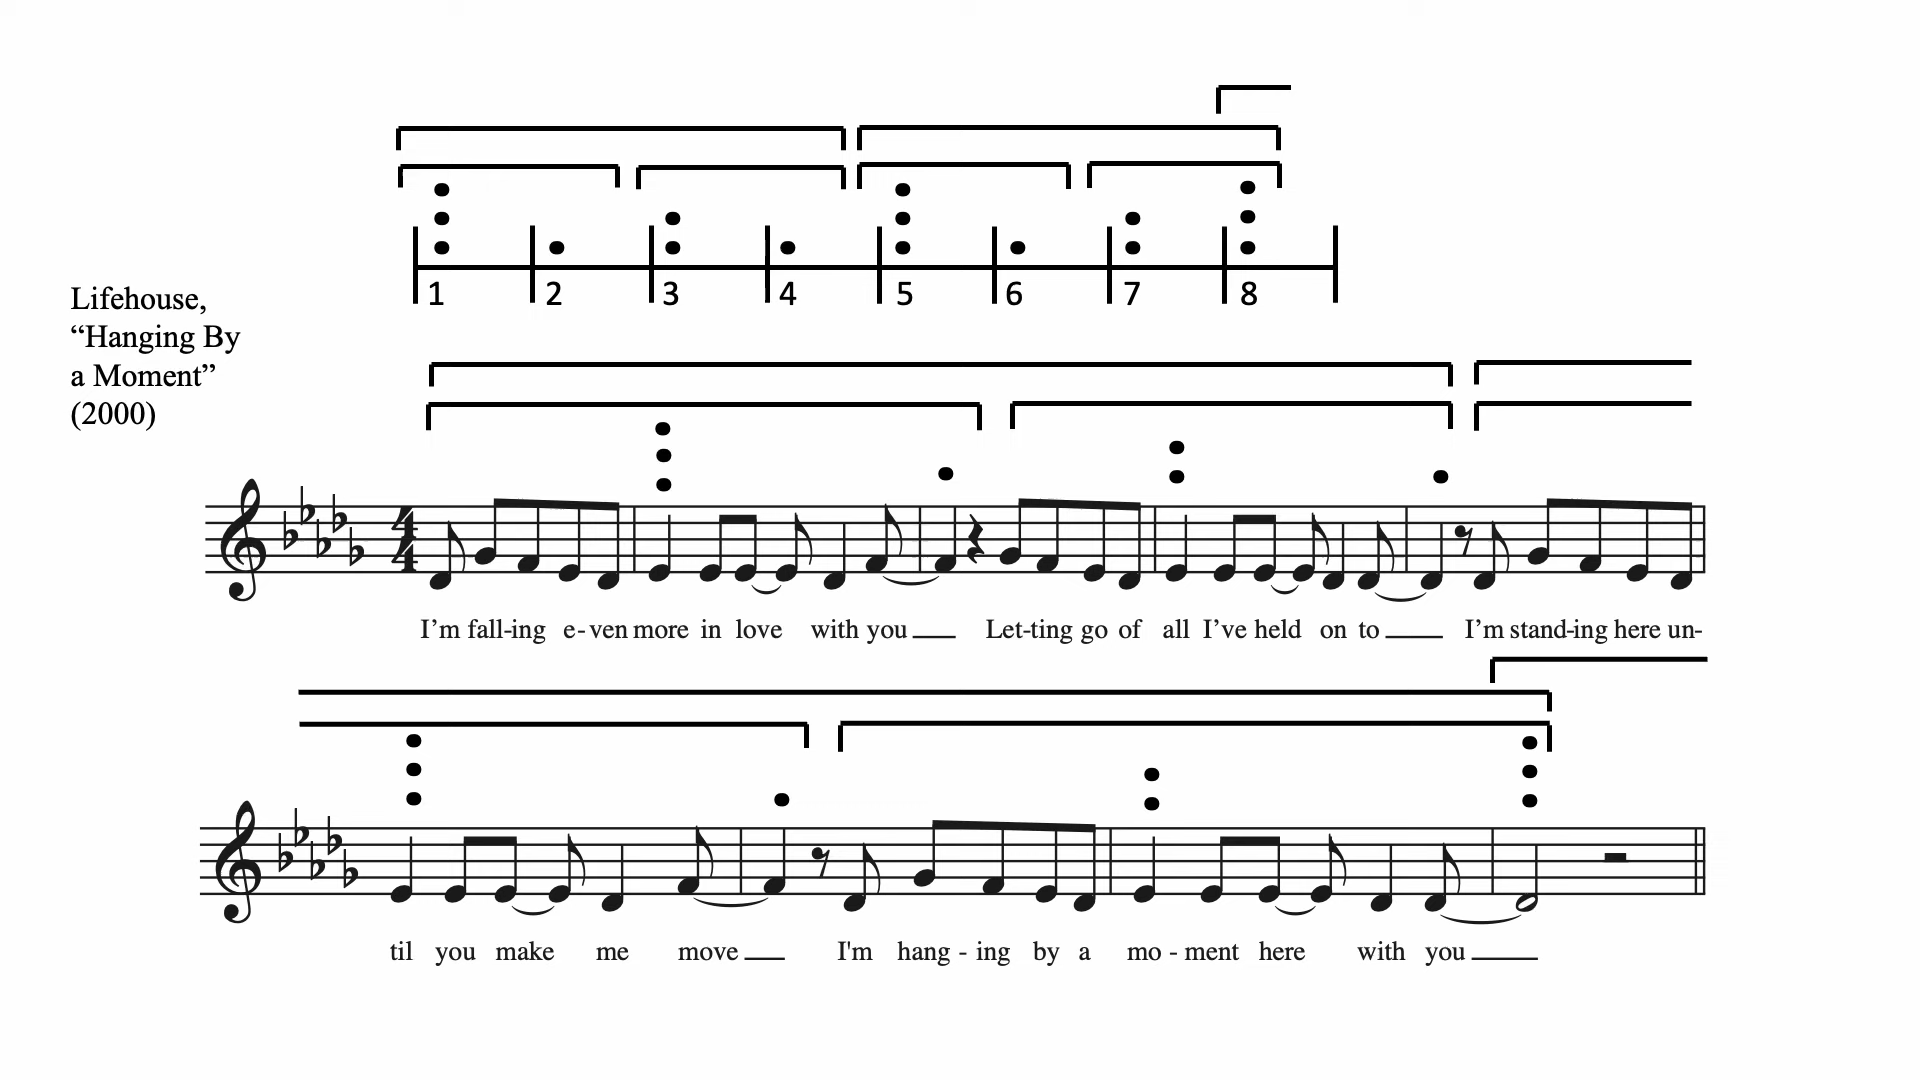 1 2 3 4 5 6 7 8
Lifehouse,
“Hanging By
a Moment”
(2000)
4
4
I’m fall-ing e-ven more in love with you Let-ting go of all I’ve held on to I’m stand-ing here un-
til you make me move I'm hang - ing by a mo - ment here with you